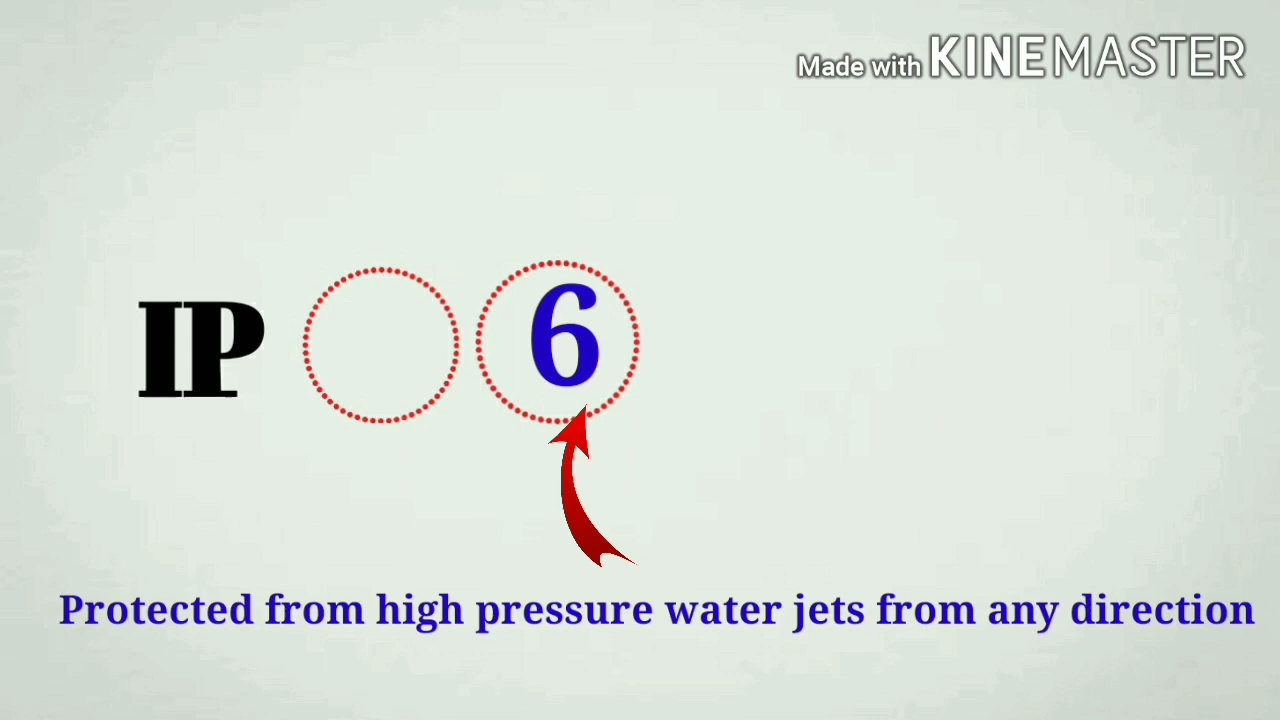 Made with KINEMASTER
IP 6
Protected from high pressure water jets from any direction